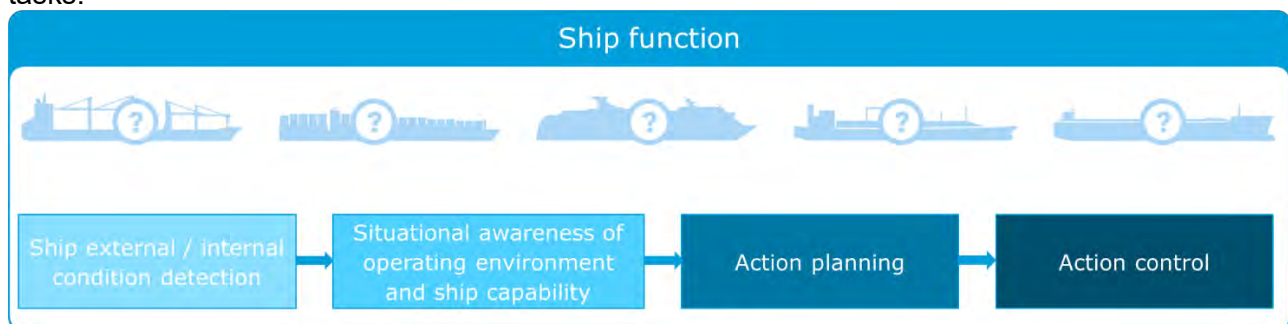 tasks.
Ship function
?
?
?
?
?
Ship external / internal
condition detection
Situational awareness of
operating environment
and ship capability
Action planning
Action control